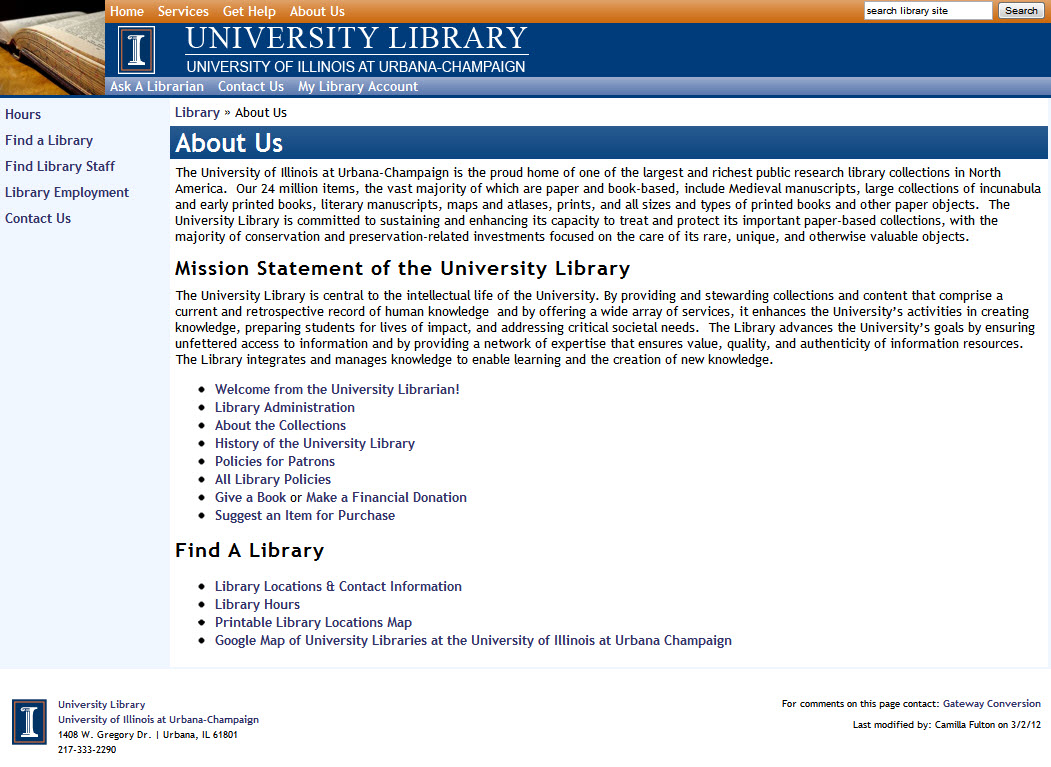 Home Services Get Help About Us
search library site Search
I
UNIVERSITY LIBRARY
UNIVERSITY OF ILLINOIS AT URBANA-CHAMPAIGN
Ask A Librarian Contact Us My Library Account
Hours
Find a Library
Find Library Staff
Library Employment
Contact Us
Library » About Us
About Us
The University of Illinois at Urbana-Champaign is the proud home of one of the largest and richest public research library collections in North
America. Our 24 million items, the vast majority of which are paper and book-based, include Medieval manuscripts, large collections of incunabula
and early printed books, literary manuscripts, maps and atlases, prints, and all sizes and types of printed books and other paper objects. The
University Library is committed to sustaining and enhancing its capacity to treat and protect its important paper-based collections, with the
majority of conservation and preservation-related investments focused on the care of its rare, unique, and otherwise valuable objects.
Mission Statement of the University Library
The University Library is central to the intellectual life of the University. By providing and stewarding collections and content that comprise a
current and retrospective record of human knowledge and by offering a wide array of services, it enhances the University's activities in creating
knowledge, preparing students for lives of impact, and addressing critical societal needs. The Library advances the University's goals by ensuring
unfettered access to information and by providing a network of expertise that ensures value, quality, and authenticity of information resources.
The Library integrates and manages knowledge to enable learning and the creation of new knowledge.
Welcome from the University Librarian!
Library Administration
About the Collections
History of the University Library
Policies for Patrons
All Library Policies
Give a Book or Make a Financial Donation
Suggest an Item for Purchase
Find A Library
Library Locations & Contact Information
Library Hours
Printable Library Locations Map
Google Map of University Libraries at the University of Illinois at Urbana Champaign
I
University Library
University of Illinois at Urbana-Champaign
1408 W. Gregory Dr. | Urbana, IL 61801
217-333-2290
For comments on this page contact: Gateway Conversion
Last modified by: Camilla Fulton on 3/2/12